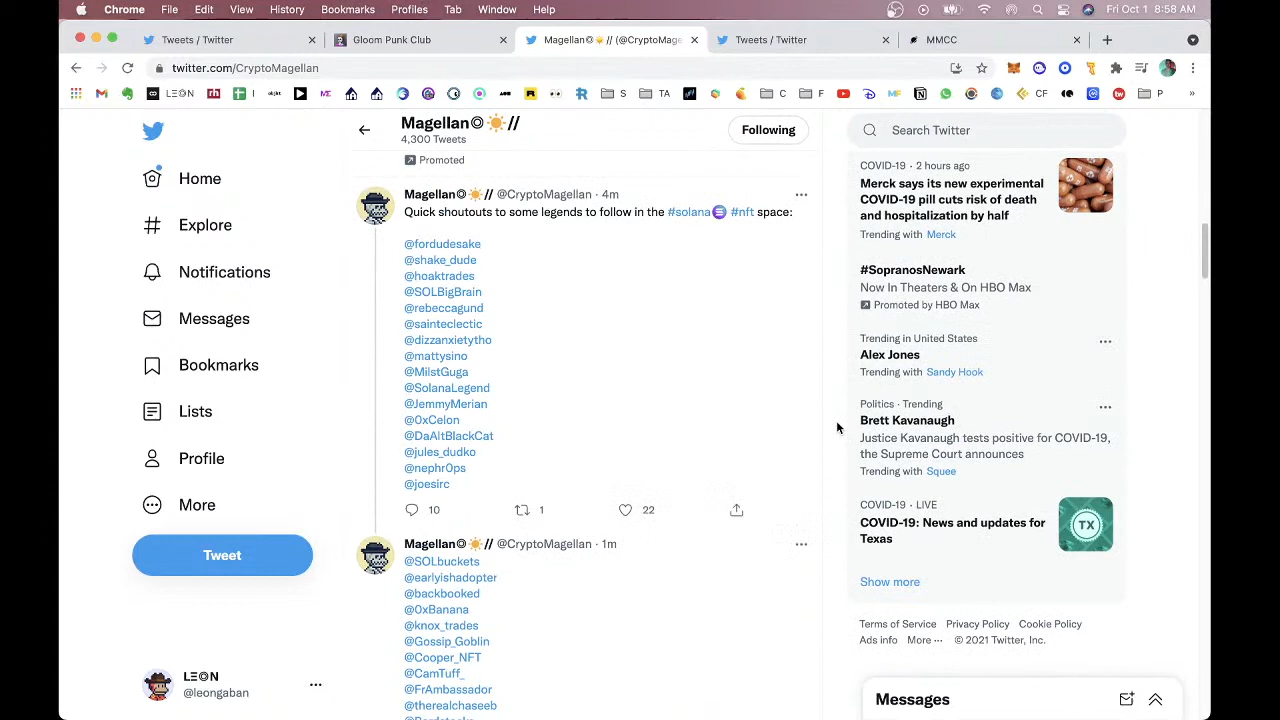 Chrome File Edit View History Bookmarks Profiles Tab Window Help Fri Oct 1 8:58 AM
Tweets / Twitter Gloom Punk Club Magellan◎☀️// (@CryptoMage Tweets / Twitter MMCC
twitter.com/CryptoMagellan
LΞ◎N I okjkt S TA C F MF CF P »
Magellan◎☀️//
4,300 Tweets
Following
Promoted
Home
Explore
Notifications
Messages
Bookmarks
Lists
Profile
More
Tweet
LΞ◎N
@leongaban
Magellan◎☀️// @CryptoMagellan · 4m
Quick shoutouts to some legends to follow in the #solana #nft space:
@fordudesake
@shake_dude
@hoaktrades
@SOLBigBrain
@rebeccagund
@sainteclectic
@dizzanxietytho
@mattysino
@MilstGuga
@SolanaLegend
@JemmyMerian
@0xCelon
@DaAltBlackCat
@jules_dudko
@nephr0ps
@joesirc
10 1 22
Magellan◎☀️// @CryptoMagellan · 1m
@SOLbuckets
@earlyishadopter
@backbooked
@0xBanana
@knox_trades
@Gossip_Goblin
@Cooper_NFT
@CamTuff_
@FrAmbassador
@therealchaseeb
Search Twitter
COVID-19 · 2 hours ago
Merck says its new experimental
COVID-19 pill cuts risk of death
and hospitalization by half
Trending with Merck
#SopranosNewark
Now In Theaters & On HBO Max
Promoted by HBO Max
Trending in United States
Alex Jones
Trending with Sandy Hook
Politics · Trending
Brett Kavanaugh
Justice Kavanaugh tests positive for COVID-19,
the Supreme Court announces
Trending with Squee
COVID-19 · LIVE
COVID-19: News and updates for
Texas
TX
Show more
Terms of Service Privacy Policy Cookie Policy
Ads info More ··· © 2021 Twitter, Inc.
Messages